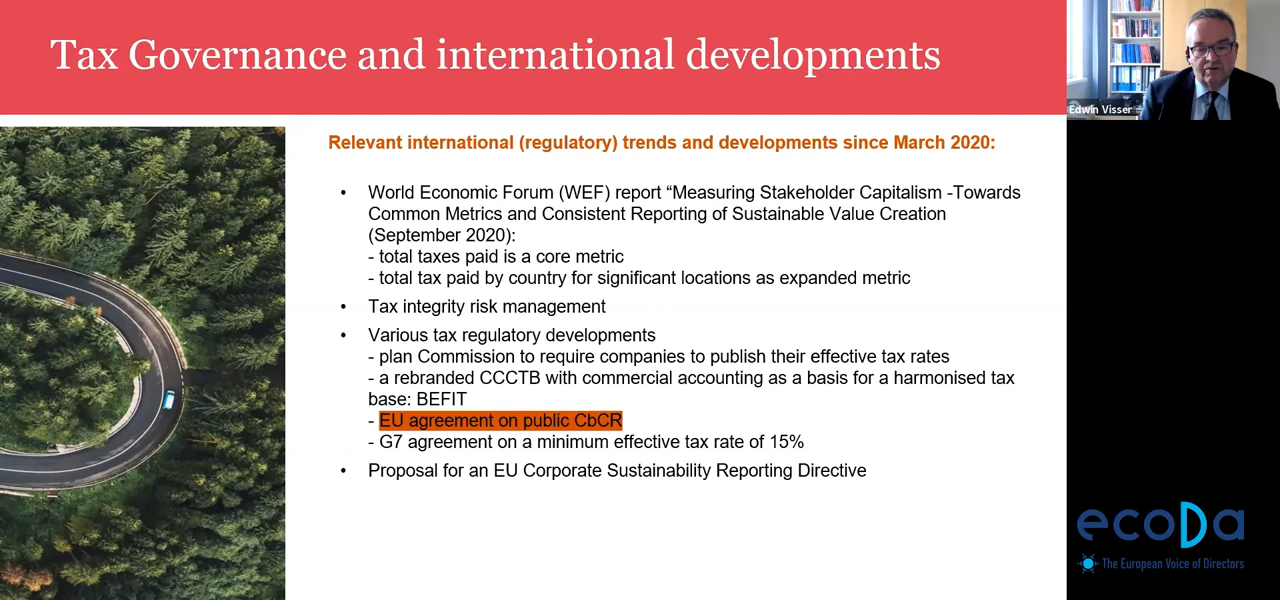 Tax Governance and international developments
Edwin Visser
Relevant international (regulatory) trends and developments since March 2020:
• World Economic Forum (WEF) report “Measuring Stakeholder Capitalism -Towards
Common Metrics and Consistent Reporting of Sustainable Value Creation
(September 2020):
- total taxes paid is a core metric
- total tax paid by country for significant locations as expanded metric
• Tax integrity risk management
• Various tax regulatory developments
- plan Commission to require companies to publish their effective tax rates
- a rebranded CCCTB with commercial accounting as a basis for a harmonised tax
base: BEFIT
- EU agreement on public CbCR
- G7 agreement on a minimum effective tax rate of 15%
• Proposal for an EU Corporate Sustainability Reporting Directive
ecoDa
The European Voice of Directors